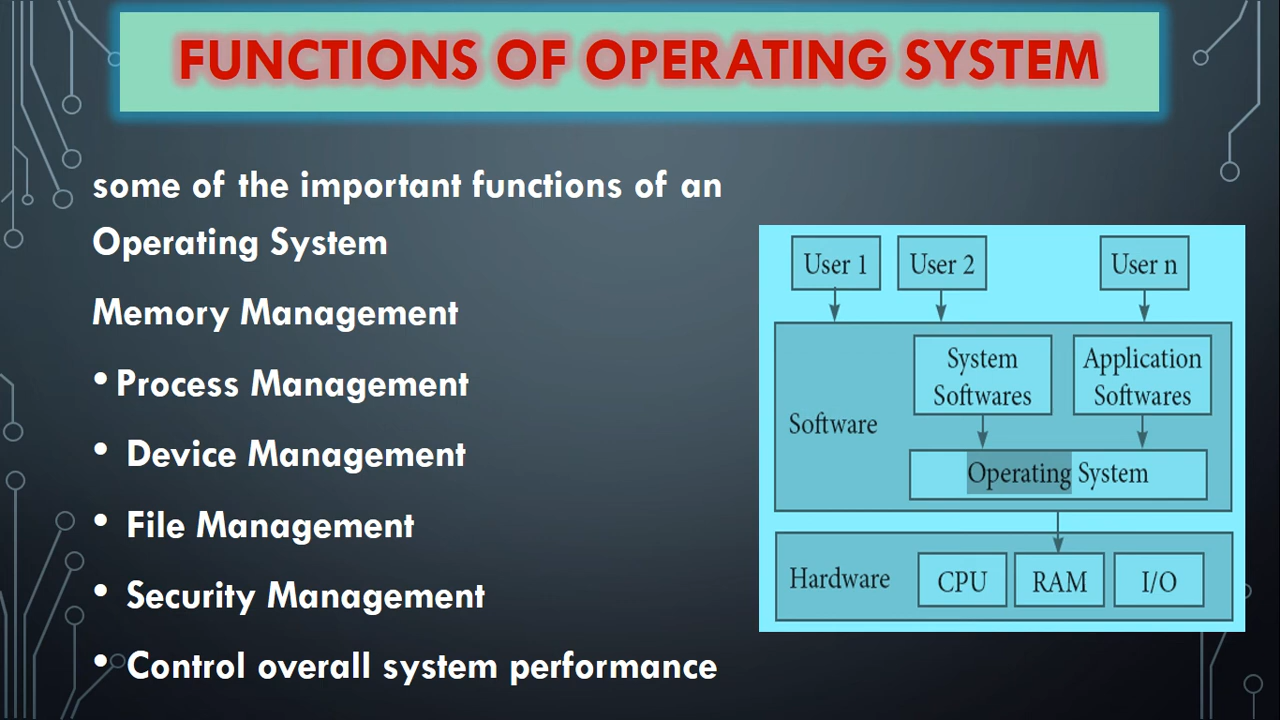 FUNCTIONS OF OPERATING SYSTEM
some of the important functions of an
Operating System
Memory Management
• Process Management
• Device Management
• File Management
• Security Management
• Control overall system performance
User 1
User 2
User n
Software
System
Softwares
Application
Softwares
Operating System
Hardware
CPU
RAM
I/O